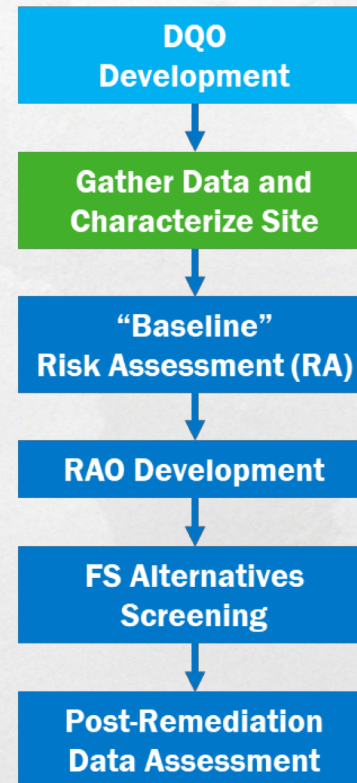 DQO
Development
Gather Data and
Characterize Site
“Baseline”
Risk Assessment (RA)
RAO Development
FS Alternatives
Screening
Post-Remediation
Data Assessment